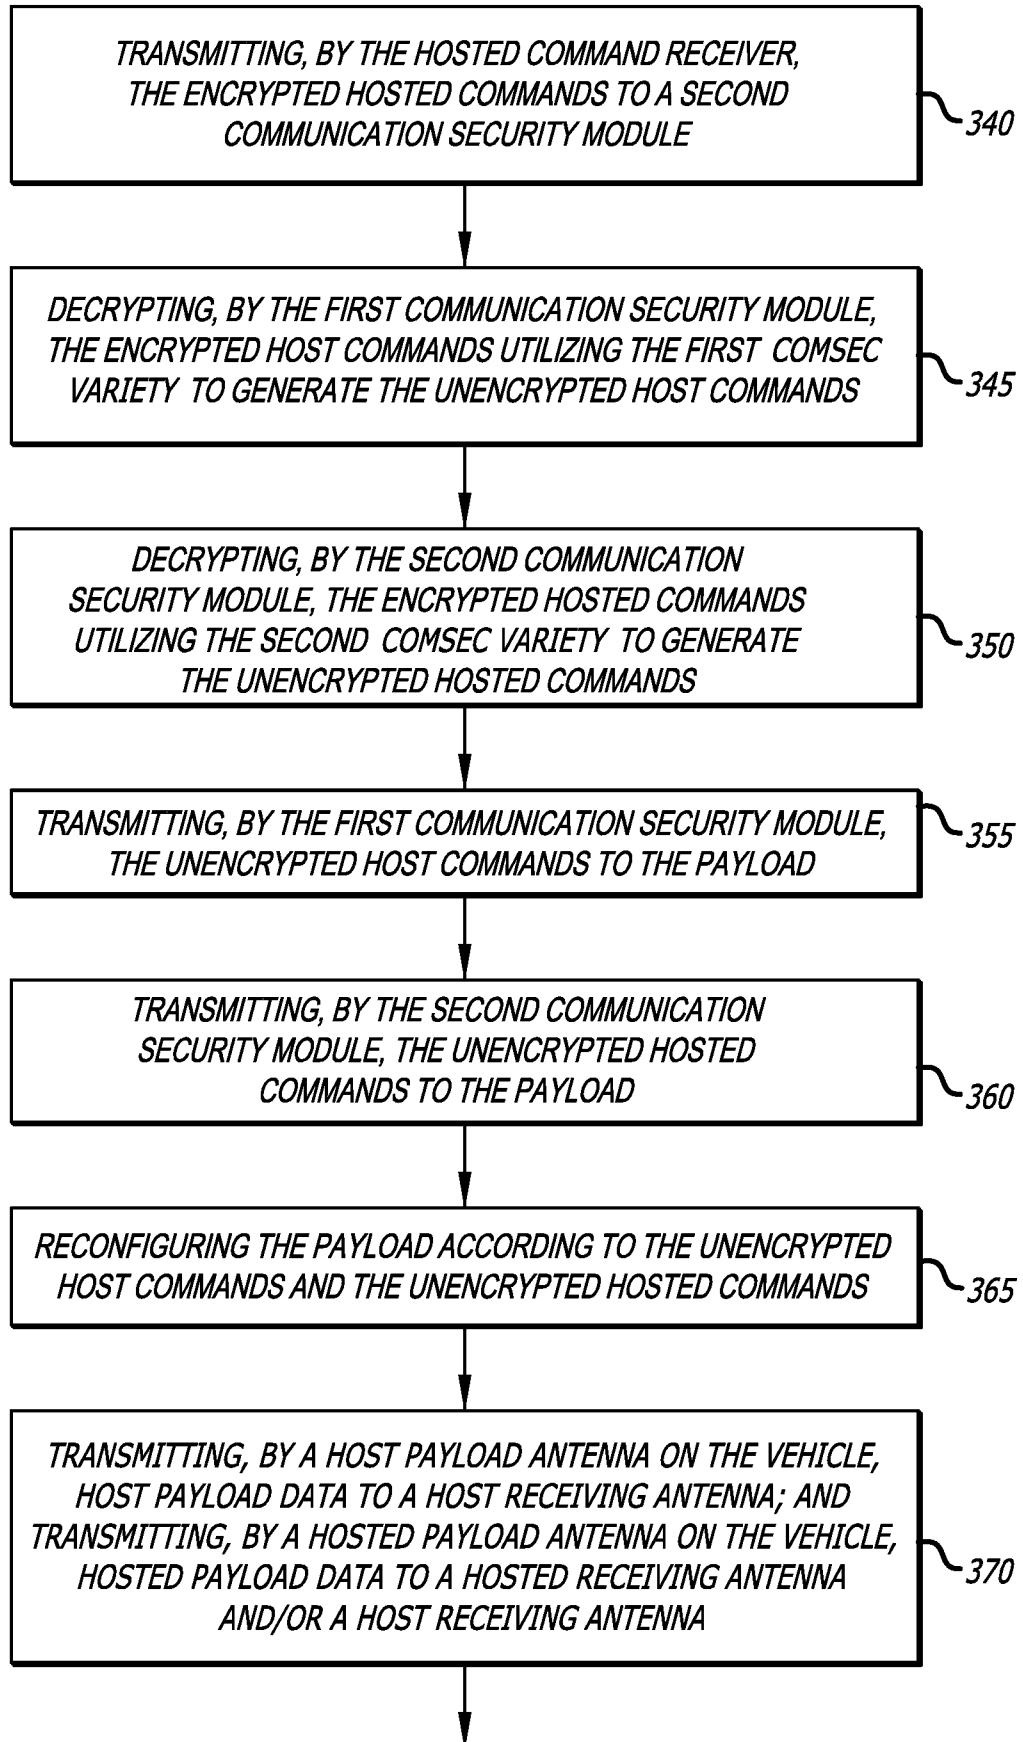 TRANSMITTING, BY THE HOSTED COMMAND RECEIVER,
THE ENCRYPTED HOSTED COMMANDS TO A SECOND
COMMUNICATION SECURITY MODULE
340
DECRYPTING, BY THE FIRST COMMUNICATION SECURITY MODULE,
THE ENCRYPTED HOST COMMANDS UTILIZING THE FIRST COMSEC
VARIETY TO GENERATE THE UNENCRYPTED HOST COMMANDS
345
DECRYPTING, BY THE SECOND COMMUNICATION
SECURITY MODULE, THE ENCRYPTED HOSTED COMMANDS
UTILIZING THE SECOND COMSEC VARIETY TO GENERATE
THE UNENCRYPTED HOSTED COMMANDS
350
TRANSMITTING, BY THE FIRST COMMUNICATION SECURITY MODULE,
THE UNENCRYPTED HOST COMMANDS TO THE PAYLOAD
355
TRANSMITTING, BY THE SECOND COMMUNICATION
SECURITY MODULE, THE UNENCRYPTED HOSTED
COMMANDS TO THE PAYLOAD
360
RECONFIGURING THE PAYLOAD ACCORDING TO THE UNENCRYPTED
HOST COMMANDS AND THE UNENCRYPTED HOSTED COMMANDS
365
TRANSMITTING, BY A HOST PAYLOAD ANTENNA ON THE VEHICLE,
HOST PAYLOAD DATA TO A HOST RECEIVING ANTENNA; AND
TRANSMITTING, BY A HOSTED PAYLOAD ANTENNA ON THE VEHICLE,
HOSTED PAYLOAD DATA TO A HOSTED RECEIVING ANTENNA
AND/OR A HOST RECEIVING ANTENNA
370